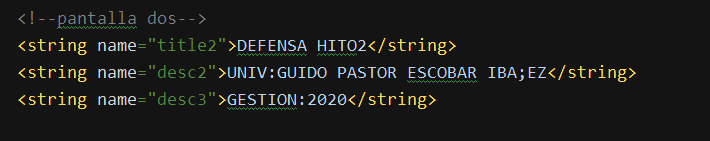 <!--pantalla dos-->
<string name="title2">DEFENSA HITO2</string>
<string name="desc2">UNIV:GUIDO PASTOR ESCOBAR IBA;EZ</string>
<string name="desc3">GESTION:2020</string>